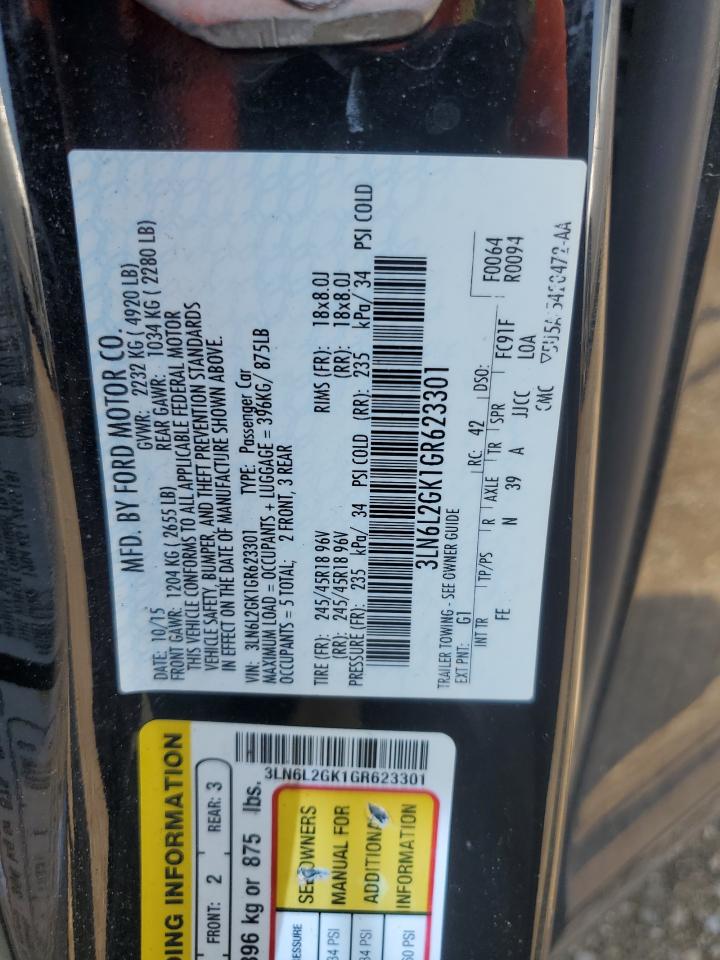 MFD. BY FORD MOTOR CO.
DATE: 10/15 GVWR: 2232 KG ( 4920 LB)
FRONT GAWR: 1204 KG ( 2655 LB) REAR GAWR: 1034 KG ( 2280 LB)
THIS VEHICLE CONFORMS TO ALL APPLICABLE FEDERAL MOTOR
VEHICLE SAFETY, BUMPER, AND THEFT PREVENTION STANDARDS
IN EFFECT ON THE DATE OF MANUFACTURE SHOWN ABOVE.
VIN: 3LN6L2GK1GR623301 TYPE: Passenger Car
MAXIMUM LOAD = OCCUPANTS + LUGGAGE = 396KG/ 875LB
OCCUPANTS = 5 TOTAL; 2 FRONT, 3 REAR
TIRE (FR): 245/45R18 96V RIMS (FR): 18x8.0J
(RR): 245/45R18 96V (RR): 18x8.0J
PRESSURE (FR): 235 kPa/ 34 PSI COLD (RR): 235 kPa/ 34 PSI COLD
3LN6L2GK1GR623301
TRAILER TOWING - SEE OWNER GUIDE
EXT PNT: G1 RC: 42 DSO: F0064
INT TR TP/PS R AXLE TR SPR FC91F R0094
FE N 39 A JJCC LOA
3LN6L2GK1GR623301
DING INFORMATION
FRONT: 2 REAR: 3
396 kg or 875 lbs.
SEE OWNERS
MANUAL FOR
ADDITIONAL
INFORMATION
34 PSI
34 PSI
60 PSI